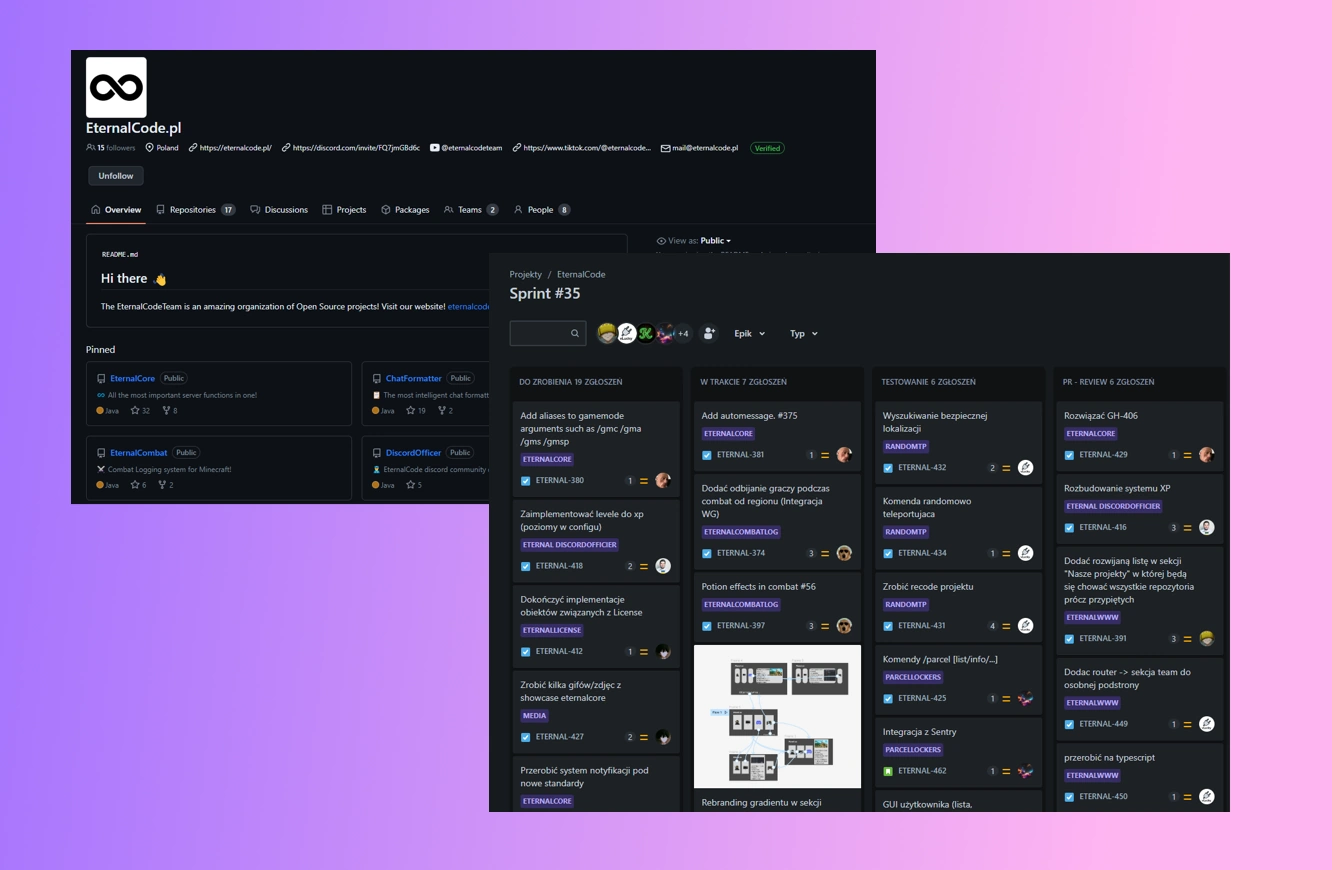 EternalCode.pl
15 followers Poland https://eternalcode.pl/ https://discord.com/invite/FQ7jmGBd6c @eternalcodeteam https://www.tiktok.com/@eternalcode... mail@eternalcode.pl Verified
Unfollow
Overview Repositories 17 Discussions Projects Packages Teams 2 People 8
README.md
View as: Public
Hi there 👋
The EternalCodeTeam is an amazing organization of Open Source projects! Visit our website! eternalcode
Pinned
EternalCore Public
All the most important server functions in one!
Java 32 8
ChatFormatter Public
The most intelligent chat formatt
Java 19 2
EternalCombat Public
Combat Logging system for Minecraft!
Java 6 2
DiscordOfficer Public
EternalCode discord community
Java 5
Projekty / EternalCode
Sprint #35
+4 Epik Typ
DO ZROBIENIA 19 ZGŁOSZEŃ
Add aliases to gamemode
arguments such as /gmc /gma
/gms /gmsp
ETERNALCORE
ETERNAL-380 1
Zaimplementować levele do xp
(poziomy w configu)
ETERNAL DISCORDOFFICIER
ETERNAL-418 2
Dokończyć implementacje
obiektów związanych z License
ETERNALLICENSE
ETERNAL-412 1
Zrobić kilka gifów/zdjęc z
showcase eternalcore
MEDIA
ETERNAL-427 2
Przerobić system notyfikacji pod
nowe standardy
ETERNALCORE
W TRAKCIE 7 ZGŁOSZEŃ
Add automessage. #375
ETERNALCORE
ETERNAL-381 1
Dodać odbijanie graczy podczas
combat od regionu (Integracja
WG)
ETERNALCOMBATLOG
ETERNAL-374 3
Potion effects in combat #56
ETERNALCOMBATLOG
ETERNAL-397 3
Rebranding gradientu w sekcji
TESTOWANIE 6 ZGŁOSZEŃ
Wyszukiwanie bezpiecznej
lokalizacji
RANDOMTP
ETERNAL-432 2
Komenda randomowo
teleportujaca
RANDOMTP
ETERNAL-434 1
Zrobić recode projektu
RANDOMTP
ETERNAL-431 4
Komendy /parcel [list/info/...]
PARCELLOCKERS
ETERNAL-425 1
Integracja z Sentry
PARCELLOCKERS
ETERNAL-462 1
GUI użytkownika (lista,
PR - REVIEW 6 ZGŁOSZEŃ
Rozwiązać GH-406
ETERNALCORE
ETERNAL-429 1
Rozbudowanie systemu XP
ETERNAL DISCORDOFFICIER
ETERNAL-416 3
Dodać rozwijaną listę w sekcji
"Nasze projekty" w której będą
się chować wszystkie repozytoria
prócz przypiętych
ETERNALWWW
ETERNAL-391 3
Dodac router -> sekcja team do
osobnej podstrony
ETERNALWWW
ETERNAL-449 1
przerobić na typescript
ETERNALWWW
ETERNAL-450 1